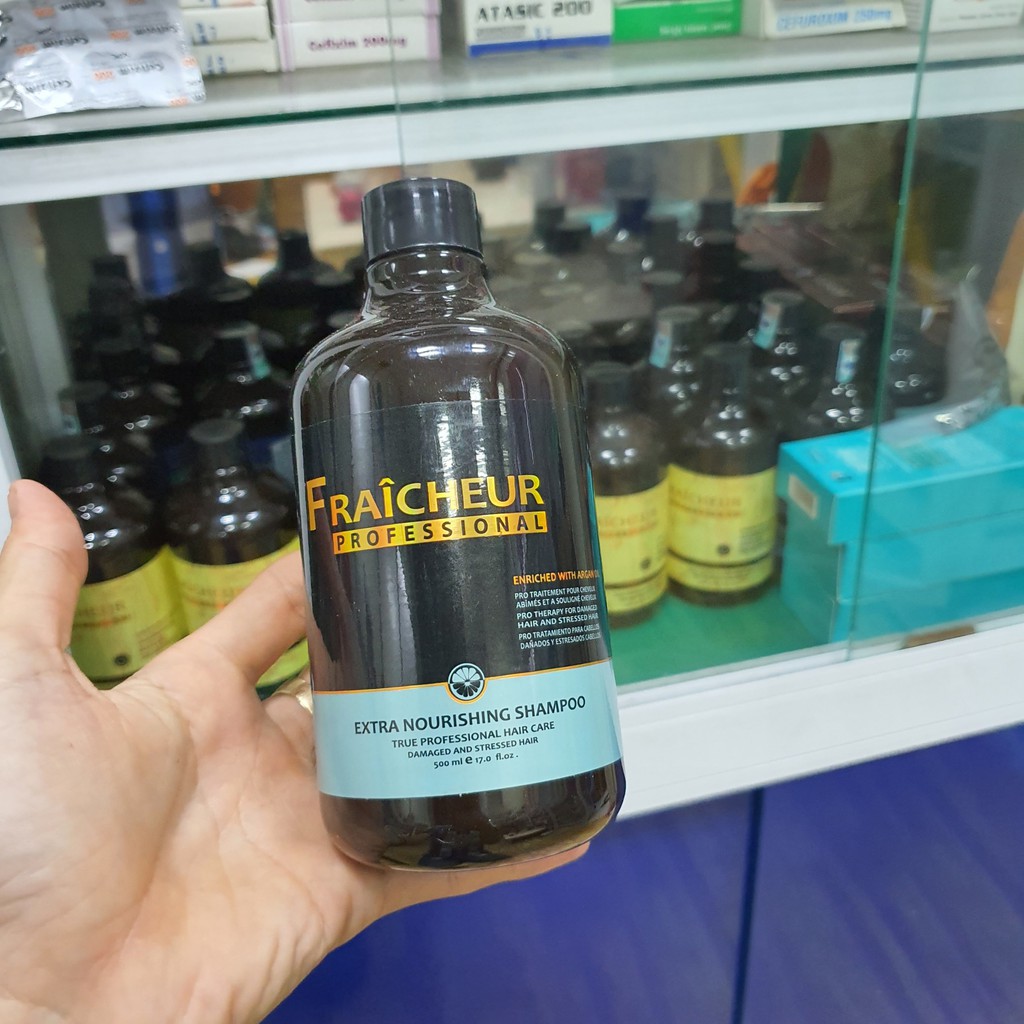 ATASIC 200
Cefixim 200mg
CEFUROXIM 250mg
FRAÎCHEUR
PROFESSIONAL
ENRICHED WITH ARGAN
PRO TRAITEMENT POUR CHEVEUX
ABÎMÉS ET A SOULIGNÉ CHEVEUX
PRO THERAPY FOR DAMAGED
HAIR AND STRESSED HAIR
PRO TRATAMIENTO PARA CABELLOS
DAÑADOS Y ESTRESADOS CABELLOS
EXTRA NOURISHING SHAMPOO
TRUE PROFESSIONAL HAIR CARE
DAMAGED AND STRESSED HAIR
500 ml e 17.0 fl.oz .